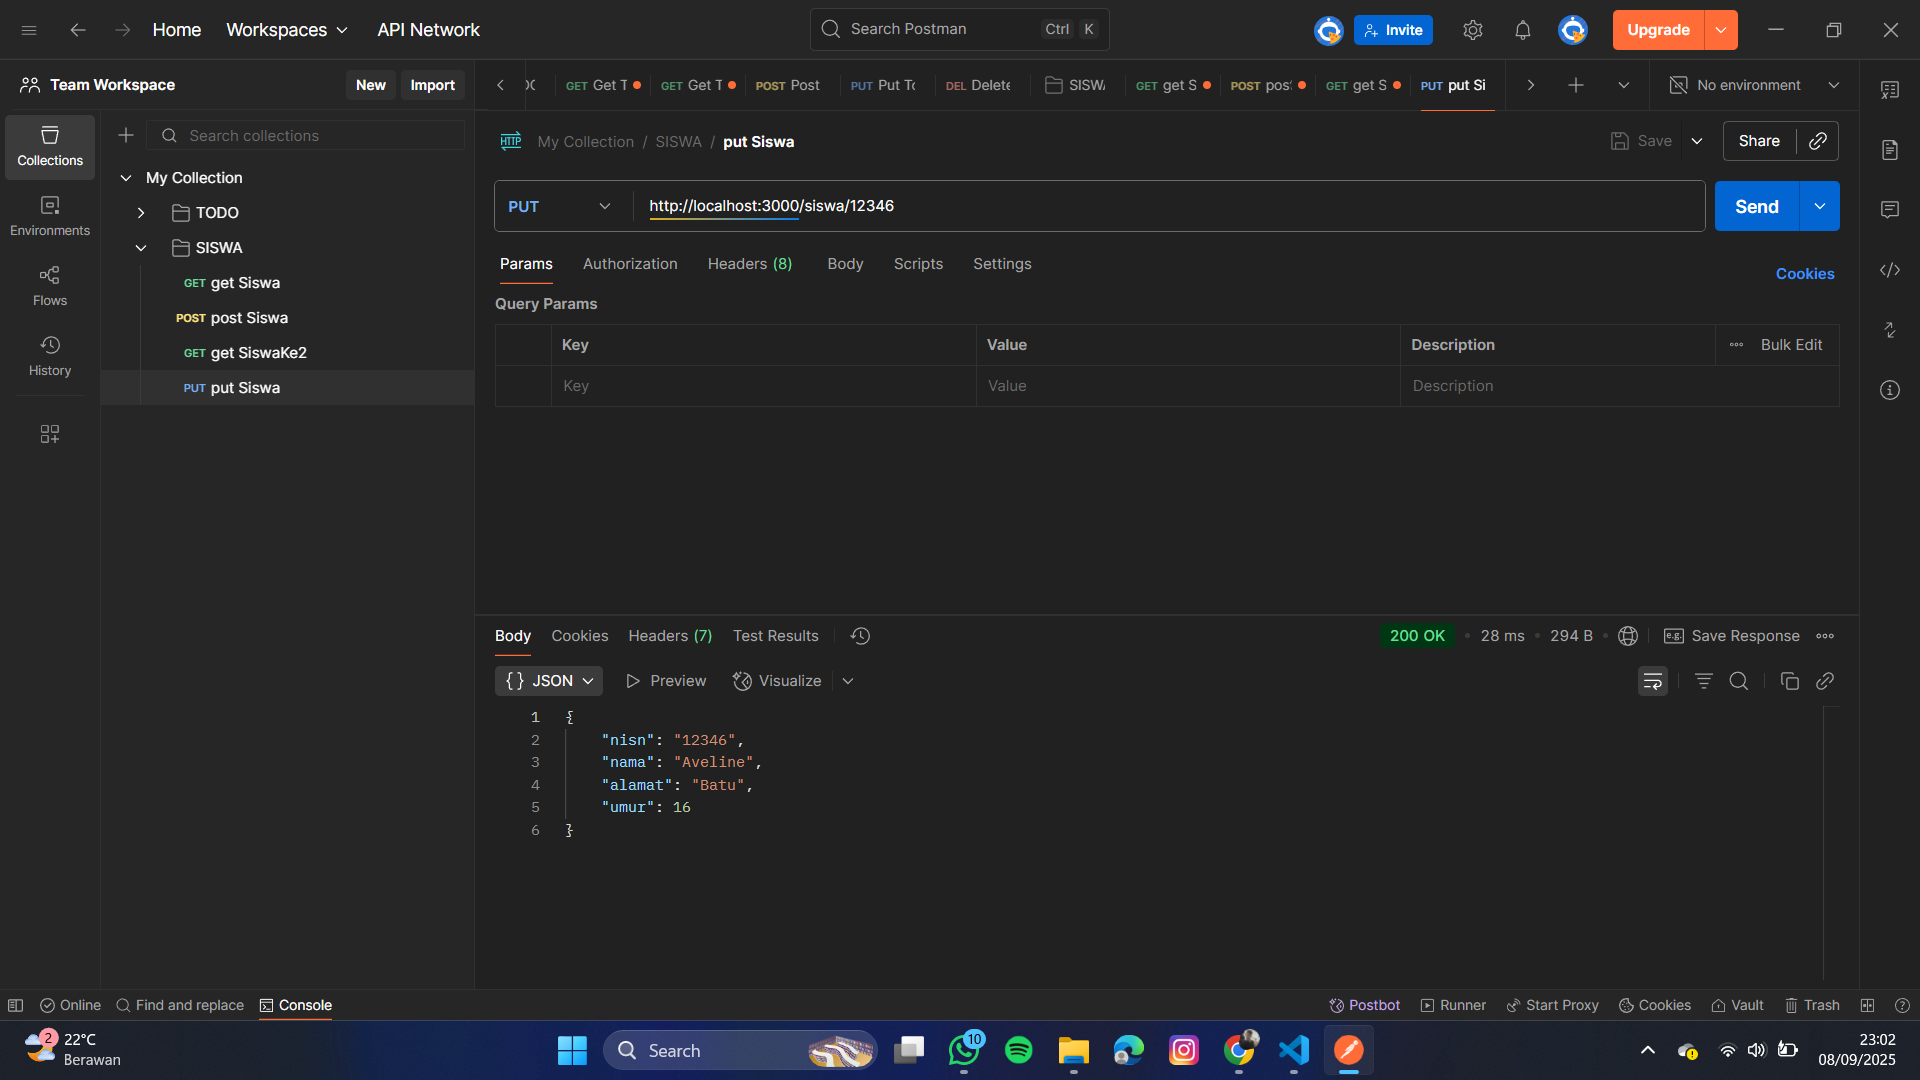 Home Workspaces API Network Search Postman Ctrl K Invite Upgrade
Team Workspace New Import
GET Get T GET Get T POST Post PUT Put To DEL Delete SISWA GET get S POST pos GET get S PUT put Si No environment
Collections
Environments
Flows
History
Search collections
My Collection
TODO
SISWA
GET get Siswa
POST post Siswa
GET get SiswaKe2
PUT put Siswa
HTTP My Collection / SISWA / put Siswa Save Share
PUT http://localhost:3000/siswa/12346 Send
Params Authorization Headers (8) Body Scripts Settings Cookies
Query Params
Key Value Description Bulk Edit
Key Value Description
Body Cookies Headers (7) Test Results 200 OK • 28 ms • 294 B • e.g. Save Response
{} JSON Preview Visualize
1 {
2 "nisn": "12346",
3 "nama": "Aveline",
4 "alamat": "Batu",
5 "umur": 16
6 }
Online Find and replace Console Postbot Runner Start Proxy Cookies Vault Trash
2 22°C
Berawan
Search
10
23:02
08/09/2025